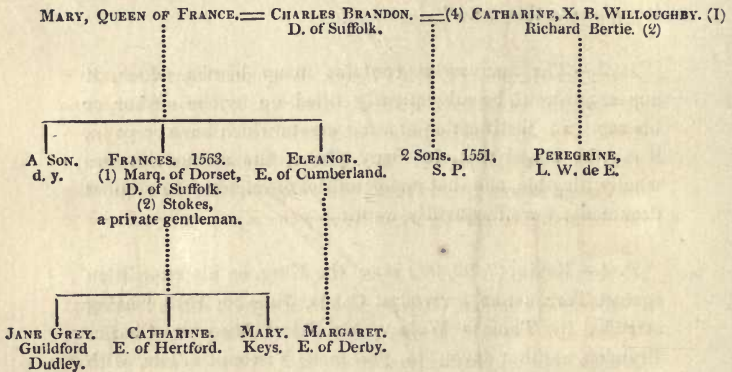 MARY, QUEEN OF FRANCE. CHARLES BRANDON. (4) CATHARINE, X. B. WILLOUGHBY. (1)
D. of Suffolk. Richard Bertie. (2)
A SON. FRANCES. 1563. ELEANOR. 2 Sons. 1551. PEREGRINE,
d. y. (1) Marq. of Dorset, E. of Cumberland. S. P. L. W. de E.
D. of Suffolk.
(2) Stokes,
a private gentleman.
JANE GREY. CATHARINE. MARY. MARGARET.
Guildford E. of Hertford. Keys. E. of Derby.
Dudley.